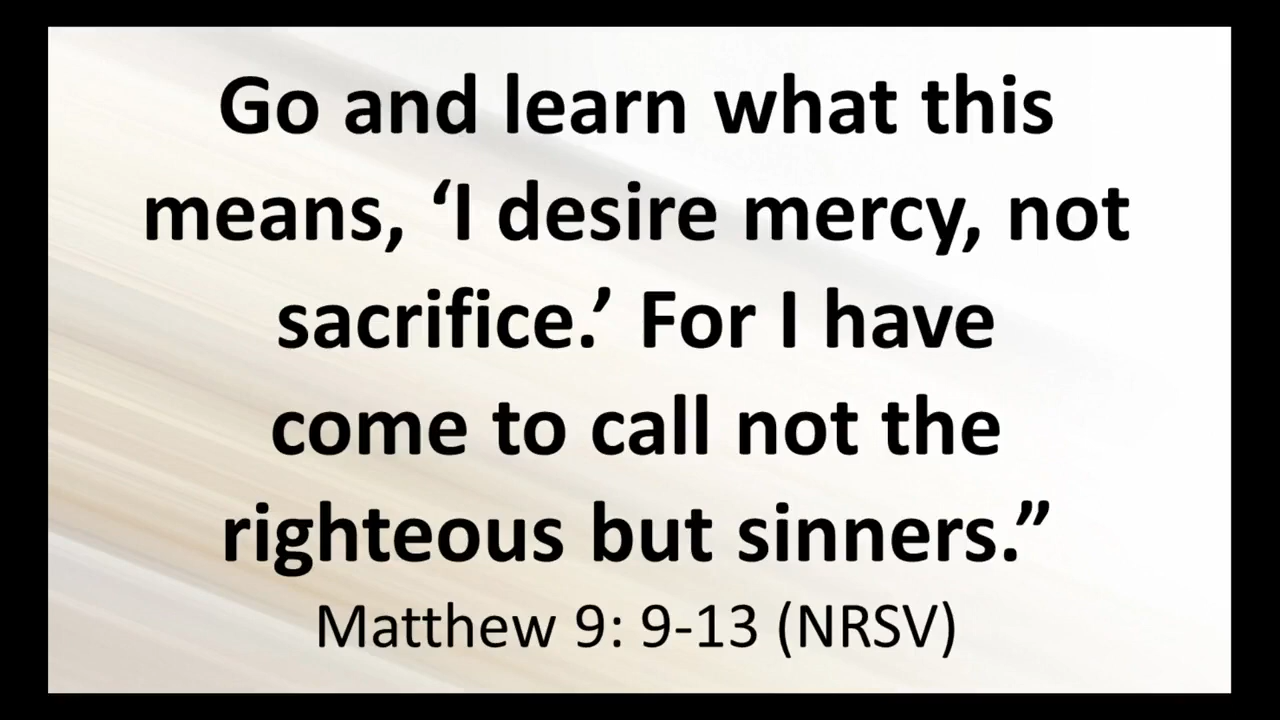 Go and learn what this
means, ‘I desire mercy, not
sacrifice.’ For I have
come to call not the
righteous but sinners.”
Matthew 9: 9-13 (NRSV)